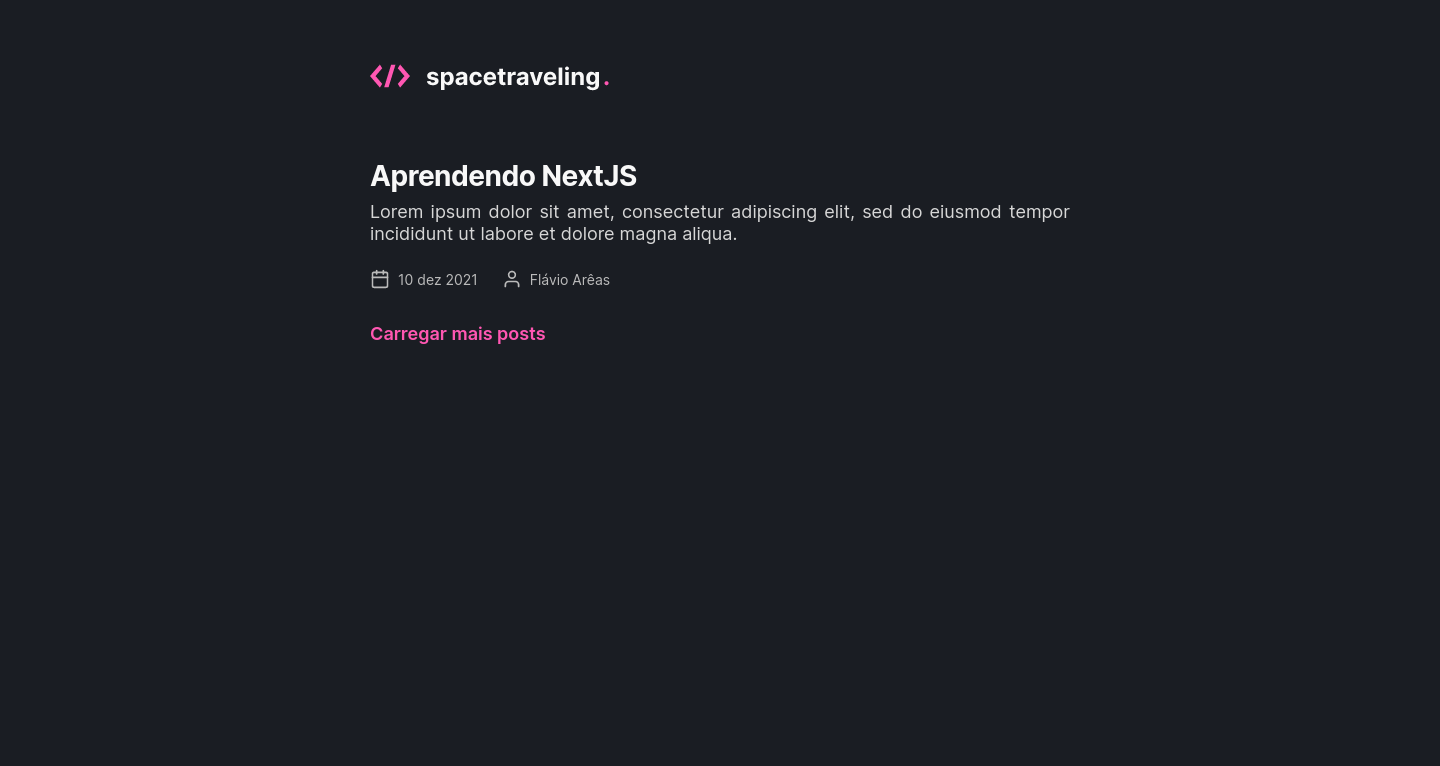 </> spacetraveling.
Aprendendo NextJS
Lorem ipsum dolor sit amet, consectetur adipiscing elit, sed do eiusmod tempor
incididunt ut labore et dolore magna aliqua.
10 dez 2021 Flávio Arêas
Carregar mais posts